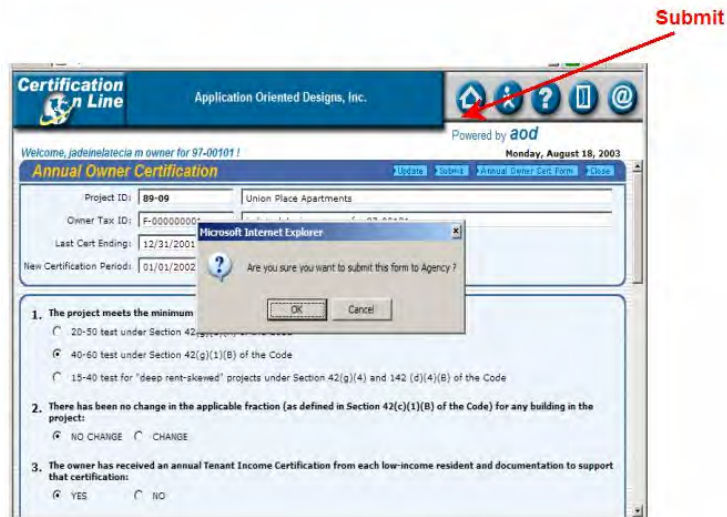 Submit
Certification
n Line
Application Oriented Designs, Inc.
Powered by aod
Welcome, jadeinelatecia m owner for 97-00101 !
Monday, August 18, 2003
Annual Owner Certification
Update Submit Annual Owner Cert Form Close
Project ID: 89-09 Union Place Apartments
Owner Tax ID: F-000000001
Last Cert Ending: 12/31/2001
New Certification Period: 01/01/2002
Microsoft Internet Explorer
Are you sure you want to submit this form to Agency ?
OK Cancel
1. The project meets the minimum
20-50 test under Section 42(g)(1)(A) of the Code
40-60 test under Section 42(g)(1)(B) of the Code
15-40 test for "deep rent-skewed" projects under Section 42(g)(4) and 142 (d)(4)(B) of the Code
2. There has been no change in the applicable fraction (as defined in Section 42(c)(1)(B) of the Code) for any building in the
project:
NO CHANGE CHANGE
3. The owner has received an annual Tenant Income Certification from each low-income resident and documentation to support
that certification:
YES NO